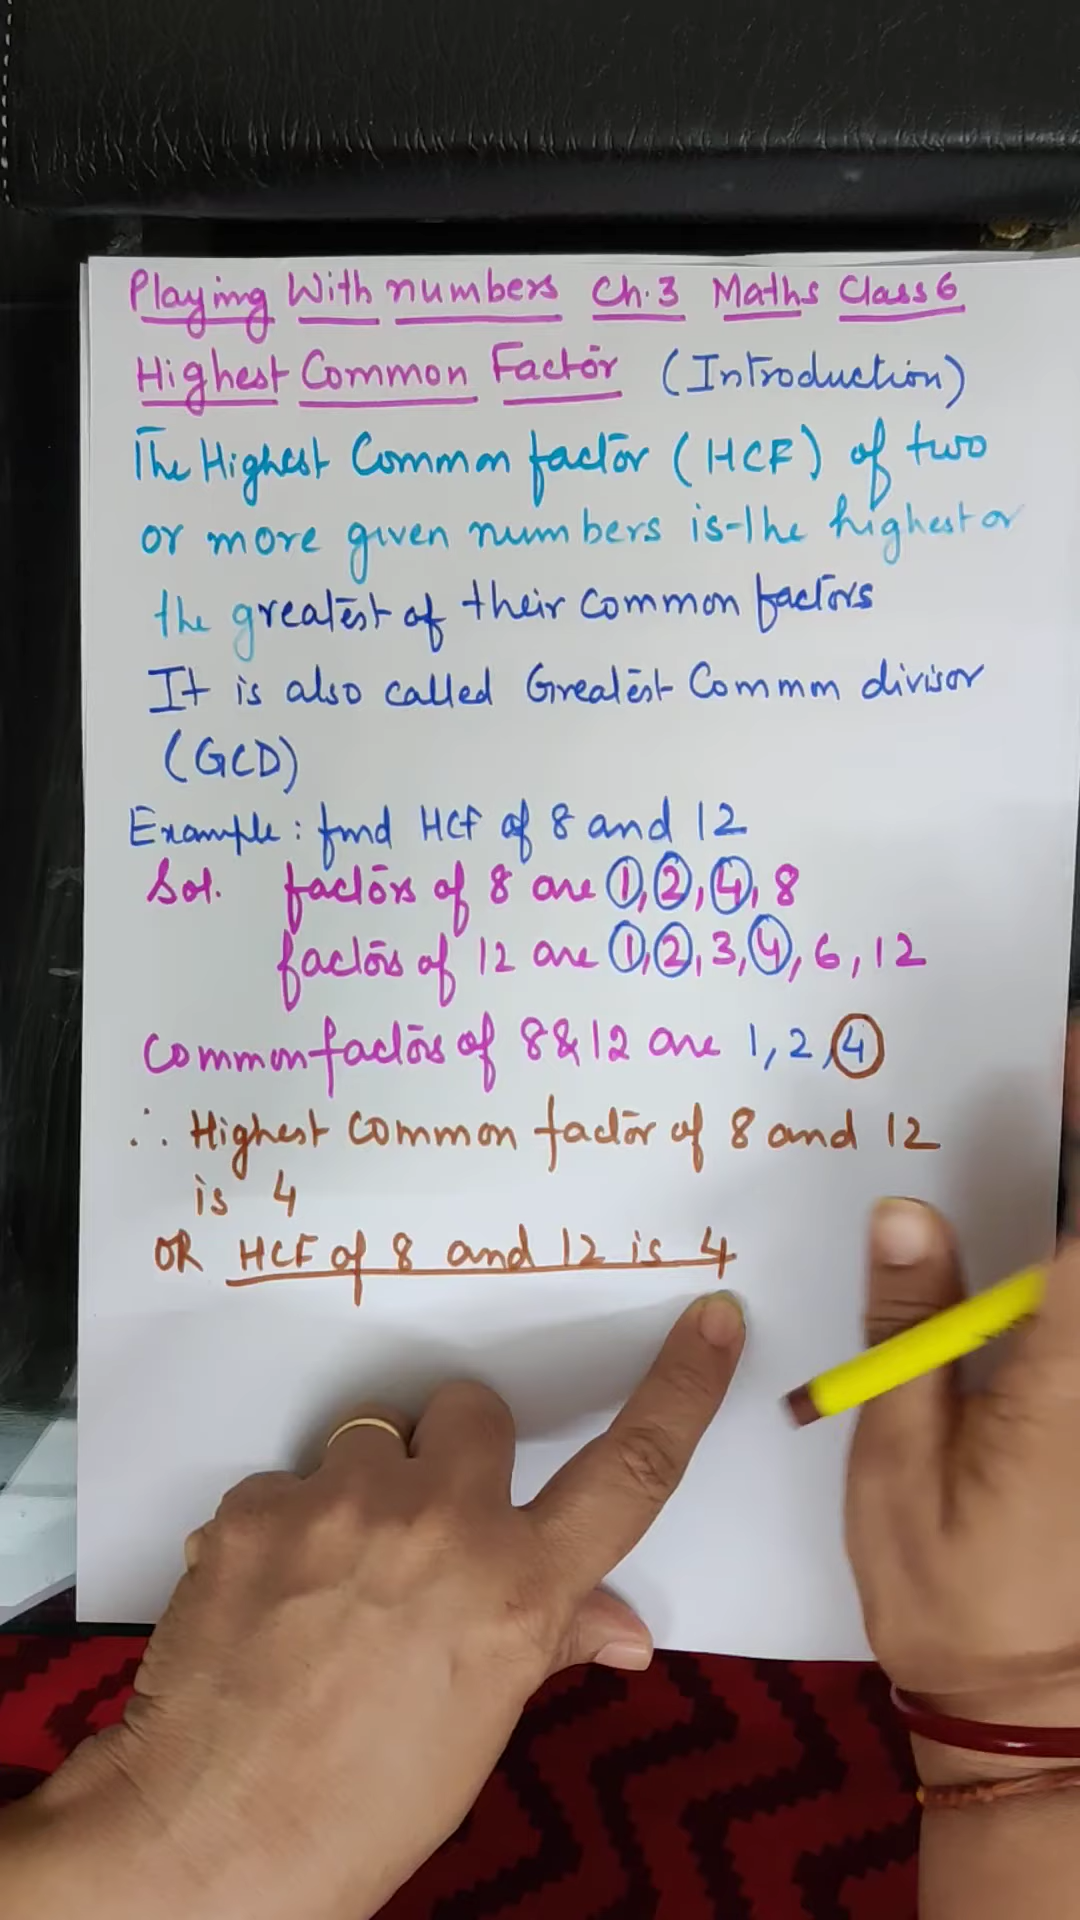 Playing With numbers Ch.3 Maths Class 6
Highest Common Factor (Introduction)
The Highest Common factor (HCF) of two
or more given numbers is the highest or
the greatest of their common factors
It is also called Greatest Common divisor
(GCD)
Example: find HCF of 8 and 12
Sol. factors of 8 are 1, 2, 4, 8
factors of 12 are 1, 2, 3, 4, 6, 12
Common factors of 8 & 12 are 1, 2, 4
∴ Highest Common factor of 8 and 12
is 4
OR HCF of 8 and 12 is 4